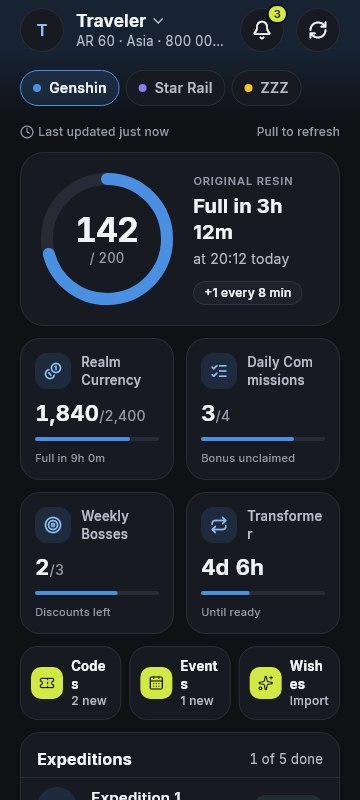 T
Traveler
AR 60 · Asia · 800 00...
3
Genshin
Star Rail
ZZZ
Last updated just now
Pull to refresh
142
/ 200
ORIGINAL RESIN
Full in 3h
12m
at 20:12 today
+1 every 8 min
Realm
Currency
1,840/2,400
Full in 9h 0m
Daily Com
missions
3/4
Bonus unclaimed
Weekly
Bosses
2/3
Discounts left
Transforme
r
4d 6h
Until ready
Code
s
2 new
Event
s
1 new
Wish
es
Import
Expeditions
1 of 5 done
Expedition 1